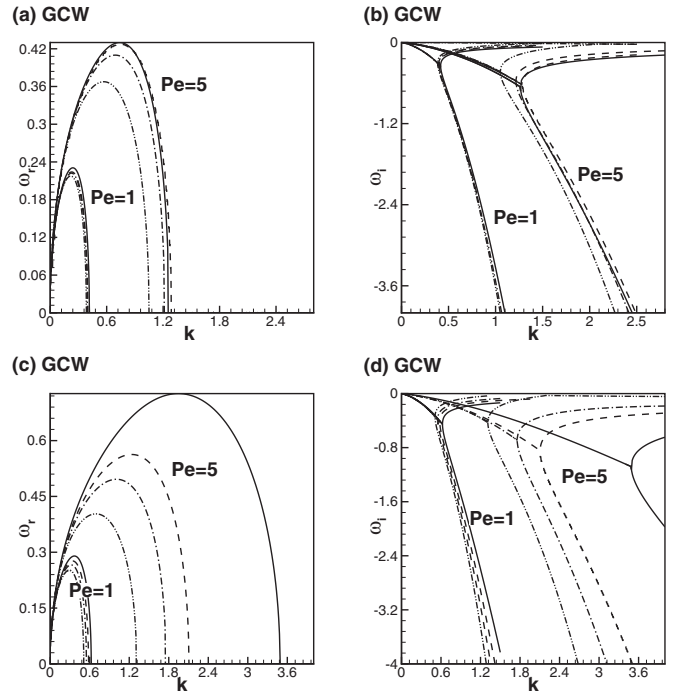 (a) GCW
ωr
0.42
0.36
0.3
0.24
0.18
0.12
0.06
0
Pe=5
Pe=1
0 0.6 1.2 1.8 2.4
k
(b) GCW
ωi
0
-1.2
-2.4
-3.6
Pe=5
Pe=1
0 0.5 1 1.5 2 2.5
k
(c) GCW
ωr
0.6
0.45
0.3
0.15
0
Pe=5
Pe=1
0 0.6 1.2 1.8 2.4 3 3.6
k
(d) GCW
ωi
0
-0.8
-1.6
-2.4
-3.2
-4
Pe=5
Pe=1
0 0.6 1.2 1.8 2.4 3 3.6
k